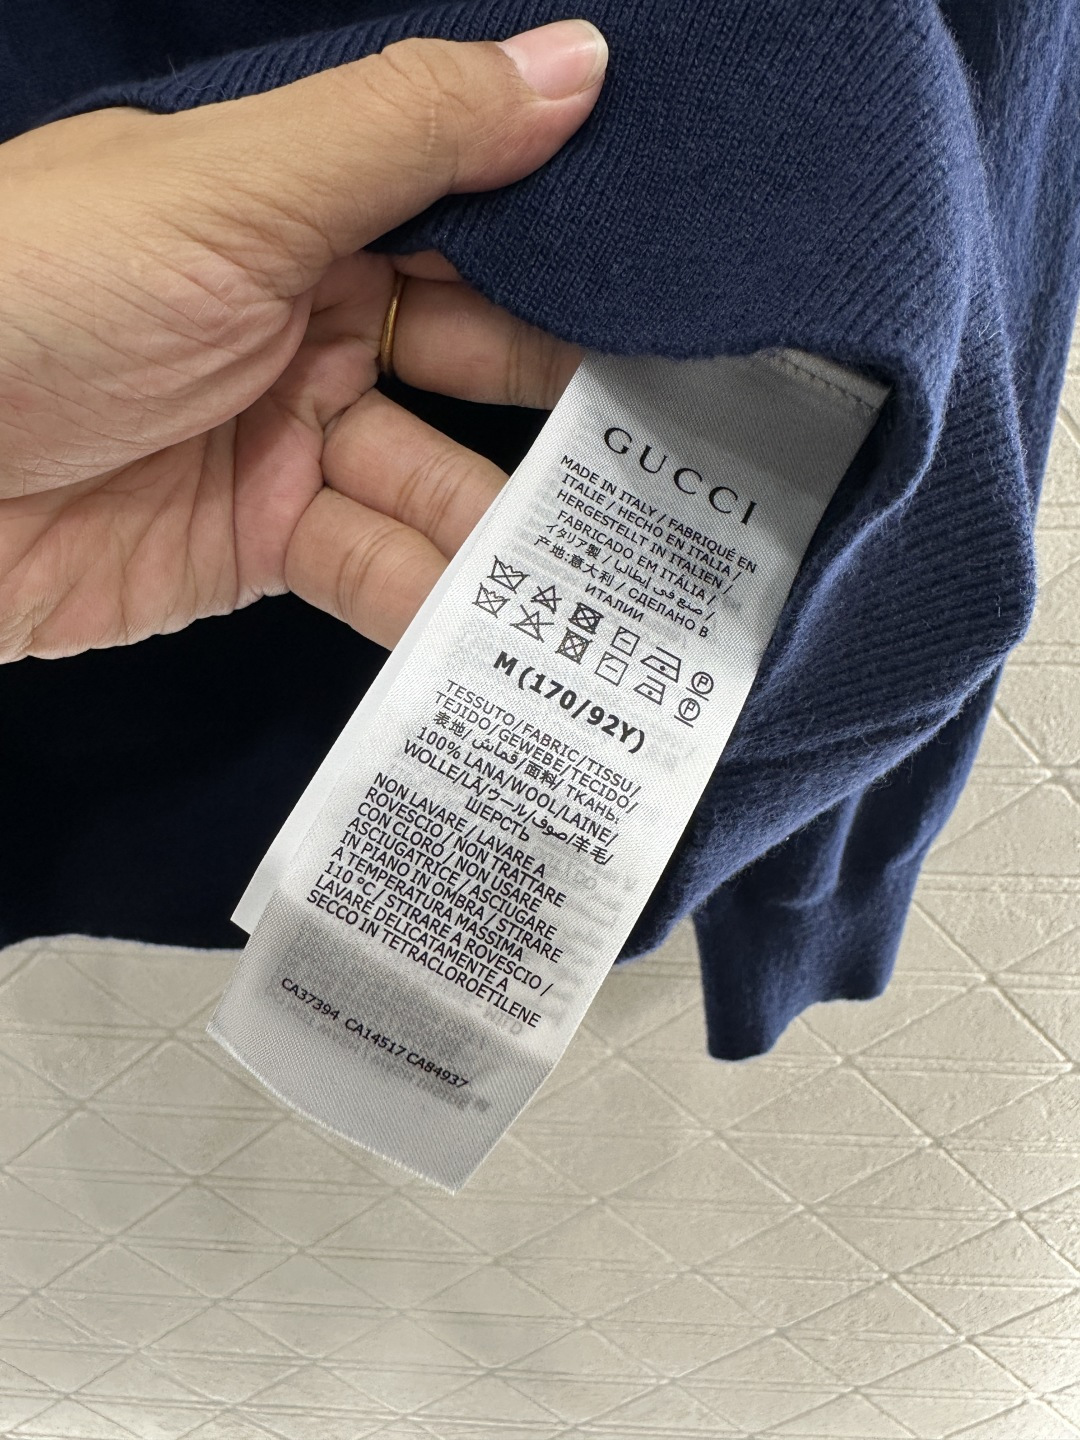 GUCCI
MADE IN ITALY / FABRIQUÉ EN
ITALIE / HECHO EN ITALIA /
HERGESTELLT IN ITALIEN /
FABRICADO EM ITÁLIA /
イタリア製 / صنع في ايطاليا /
产地:意大利 / СДЕЛАНО В
ИТАЛИИ
M (170/92Y)
TESSUTO/FABRIC/TISSU/
TEJIDO/GEWEBE/TECIDO/
表地/قماش/面料/ ТКАНЬ:
100% LANA/WOOL/LAINE/
WOLLE/LÃ/ウール/صوف/羊毛/
ШЕРСТЬ
NON LAVARE / LAVARE A
ROVESCIO / NON TRATTARE
CON CLORO / NON USARE
ASCIUGATRICE / ASCIUGARE
IN PIANO IN OMBRA / STIRARE
A TEMPERATURA MASSIMA
110 °C / STIRARE A ROVESCIO /
LAVARE DELICATAMENTE A
SECCO IN TETRACLOROETILENE
CA37394 CA14517 CA84937